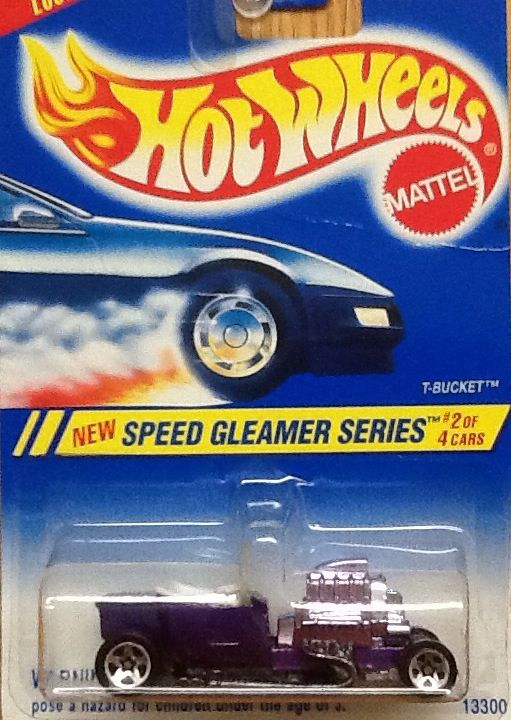 HOT WHEELS®
MATTEL
T-BUCKET™
NEW SPEED GLEAMER SERIES™ #2 OF
4 CARS
pose a hazard for children under the age of 3.
13300